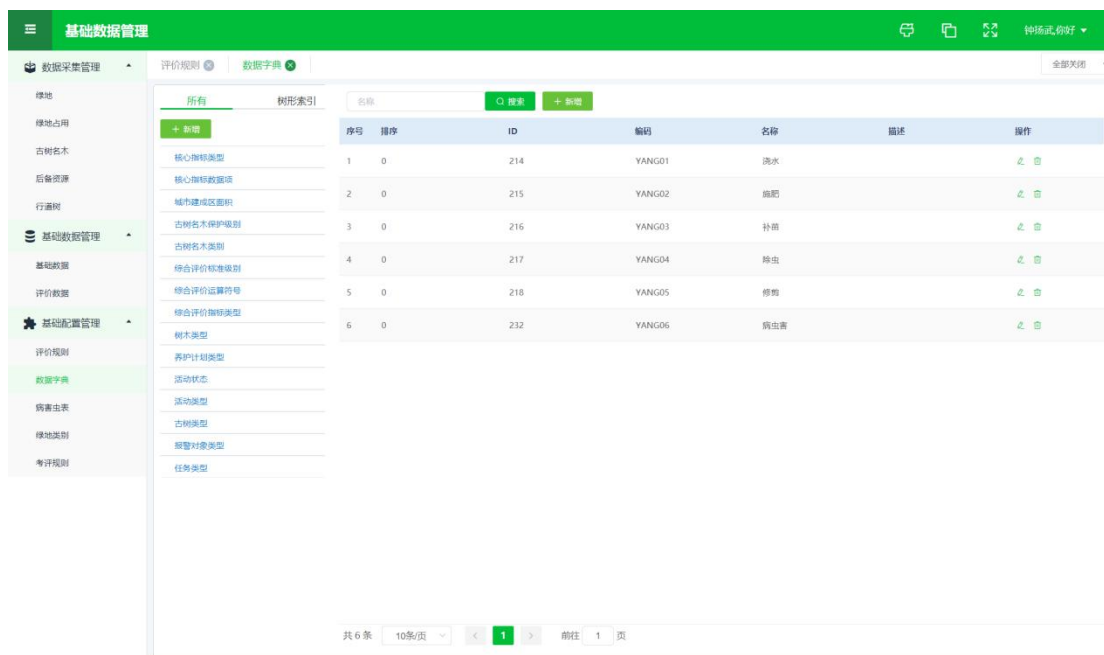 基础数据管理 钟扬武,你好
数据采集管理
绿地
绿地占用
古树名木
后备资源
行道树
基础数据管理
基础数据
评价数据
基础配置管理
评价规则
数据字典
病害虫表
绿地类别
考评规则
评价规则 数据字典 全部关闭
所有 树形索引
+ 新增
核心指标类型
核心指标数据项
城市建成区面积
古树名木保护级别
古树名木类别
综合评价标准级别
综合评价运算符号
综合评价指标类型
树木类型
养护计划类型
活动状态
活动类型
古树类型
报警对象类型
任务类型
名称 搜索 + 新增
序号 排序 ID 编码 名称 描述 操作
1 0 214 YANG01 浇水
2 0 215 YANG02 施肥
3 0 216 YANG03 补苗
4 0 217 YANG04 除虫
5 0 218 YANG05 修剪
6 0 232 YANG06 病虫害
共 6 条 10条/页 < 1 > 前往 1 页